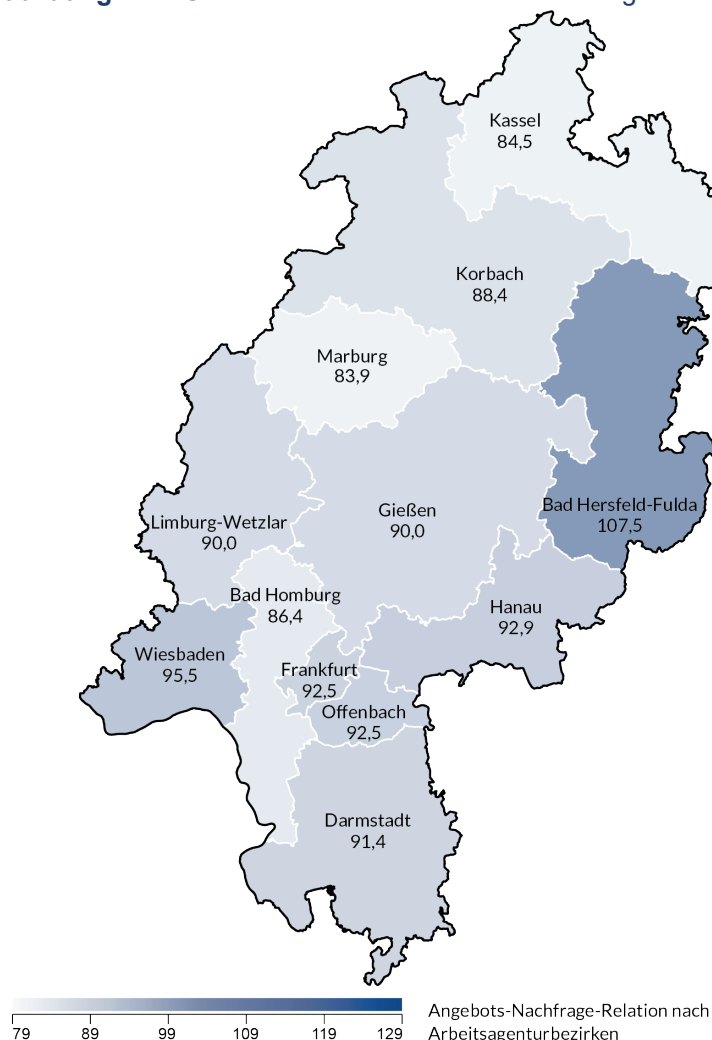 Kassel
84,5
Korbach
88,4
Marburg
83,9
Gießen
90,0
Bad Hersfeld-Fulda
107,5
Limburg-Wetzlar
90,0
Bad Homburg
86,4
Hanau
92,9
Wiesbaden
95,5
Frankfurt
92,5
Offenbach
92,5
Darmstadt
91,4
79 89 99 109 119 129
Angebots-Nachfrage-Relation nach
Arbeitsagenturbezirken